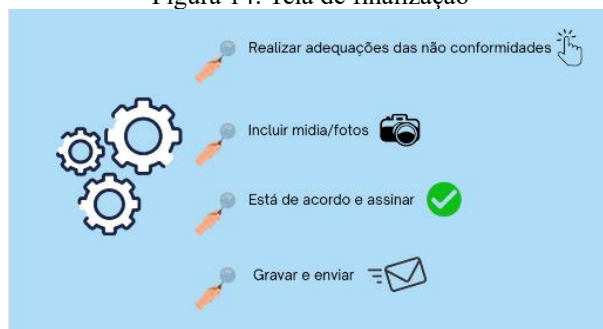 Figura 14: Tela de finalização
Realizar adequações das não conformidades
Incluir midia/fotos
Está de acordo e assinar
Gravar e enviar